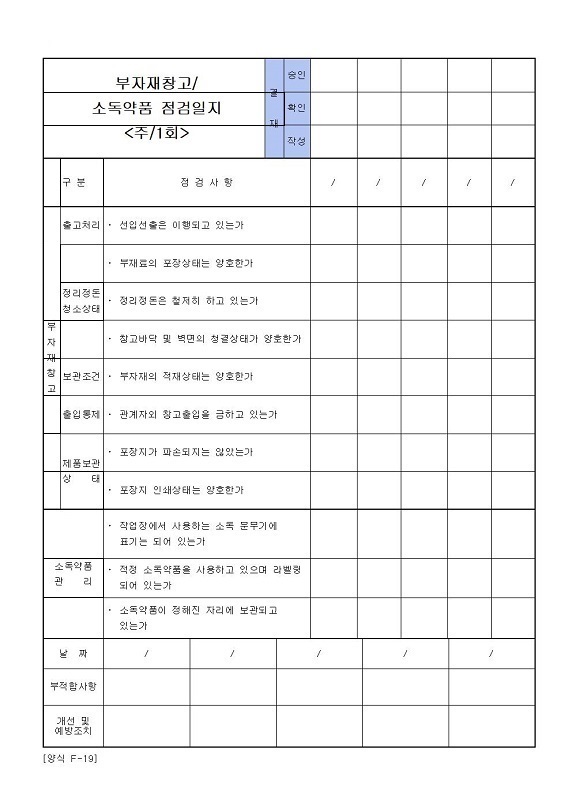 부자재창고/
소독약품 점검일지
<주/1회>
결
재
승인
확인
작성
구 분
점 검 사 항
/ / / / /
출고처리
· 선입선출은 이행되고 있는가
· 부재료의 포장상태는 양호한가
정리정돈
청소상태
· 정리정돈은 철저히 하고 있는가
부
자
재
창
고
· 창고바닥 및 벽면의 청결상태가 양호한가
보관조건
· 부자재의 적재상태는 양호한가
출입통제
· 관계자외 창고출입을 금하고 있는가
제품보관
상 태
· 포장지가 파손되지는 않았는가
· 포장지 인쇄상태는 양호한가
· 작업장에서 사용하는 소독 분무기에
표기는 되어 있는가
소독약품
관 리
· 적정 소독약품을 사용하고 있으며 라벨링
되어 있는가
· 소독약품이 정해진 자리에 보관되고
있는가
날 짜
/ / / / /
부적합사항
개선 및
예방조치
[양식 F-19]